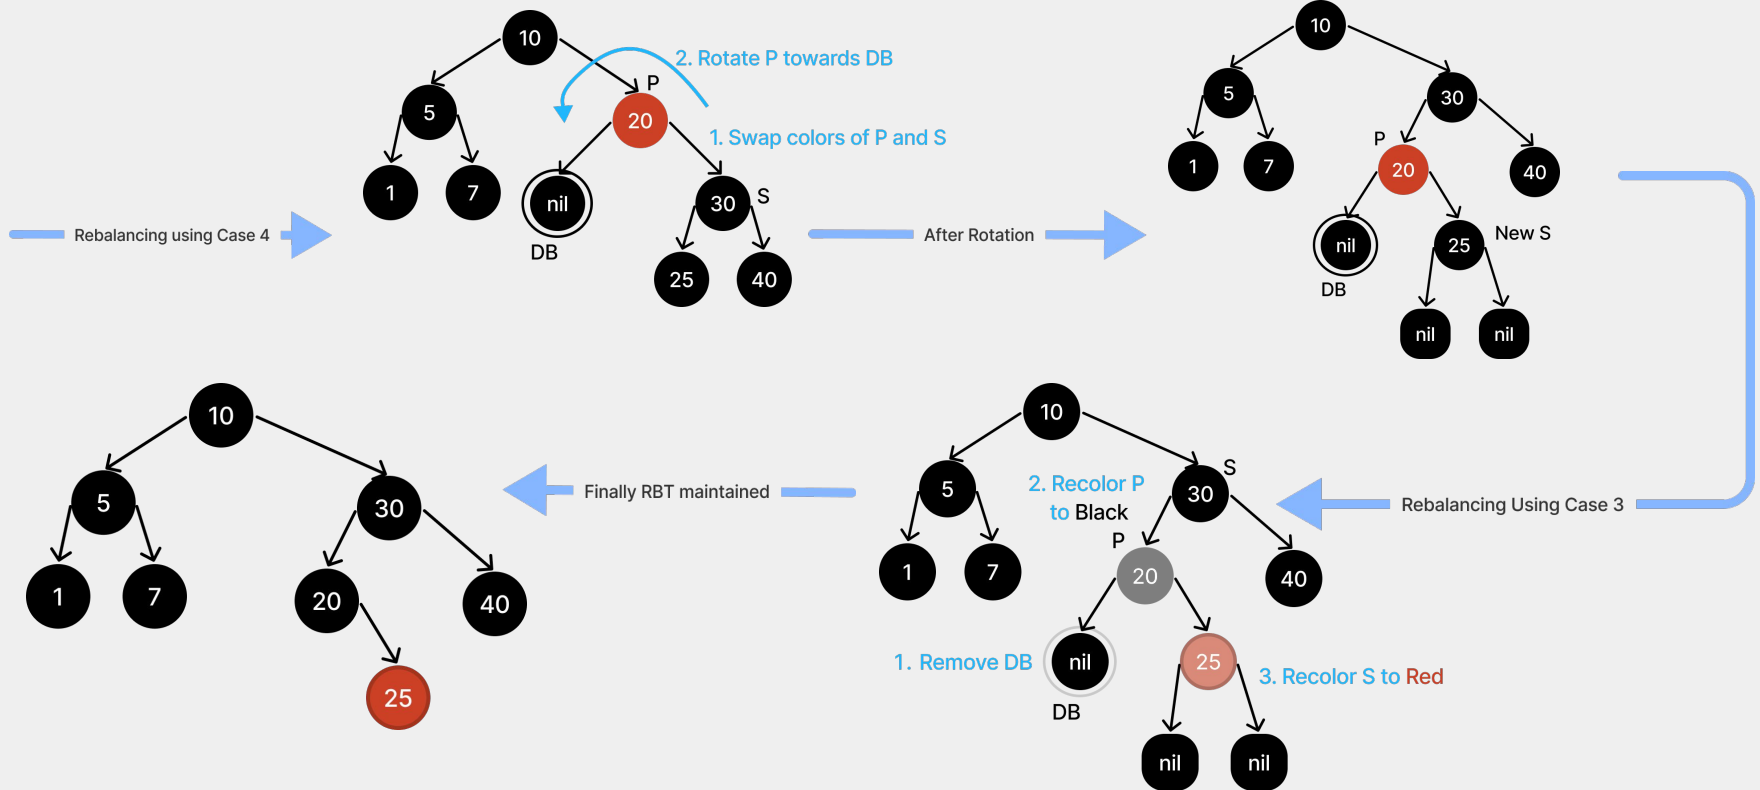 10
2. Rotate P towards DB
P
5
20
1. Swap colors of P and S
1
7
nil
30
S
DB
25
40
Rebalancing using Case 4
After Rotation
10
5
30
P
1
7
20
40
nil
25
New S
DB
nil
nil
Rebalancing Using Case 3
10
S
5
2. Recolor P
to Black
30
P
1
7
20
40
1. Remove DB
nil
25
3. Recolor S to Red
DB
nil
nil
Finally RBT maintained
10
5
30
1
7
20
40
25